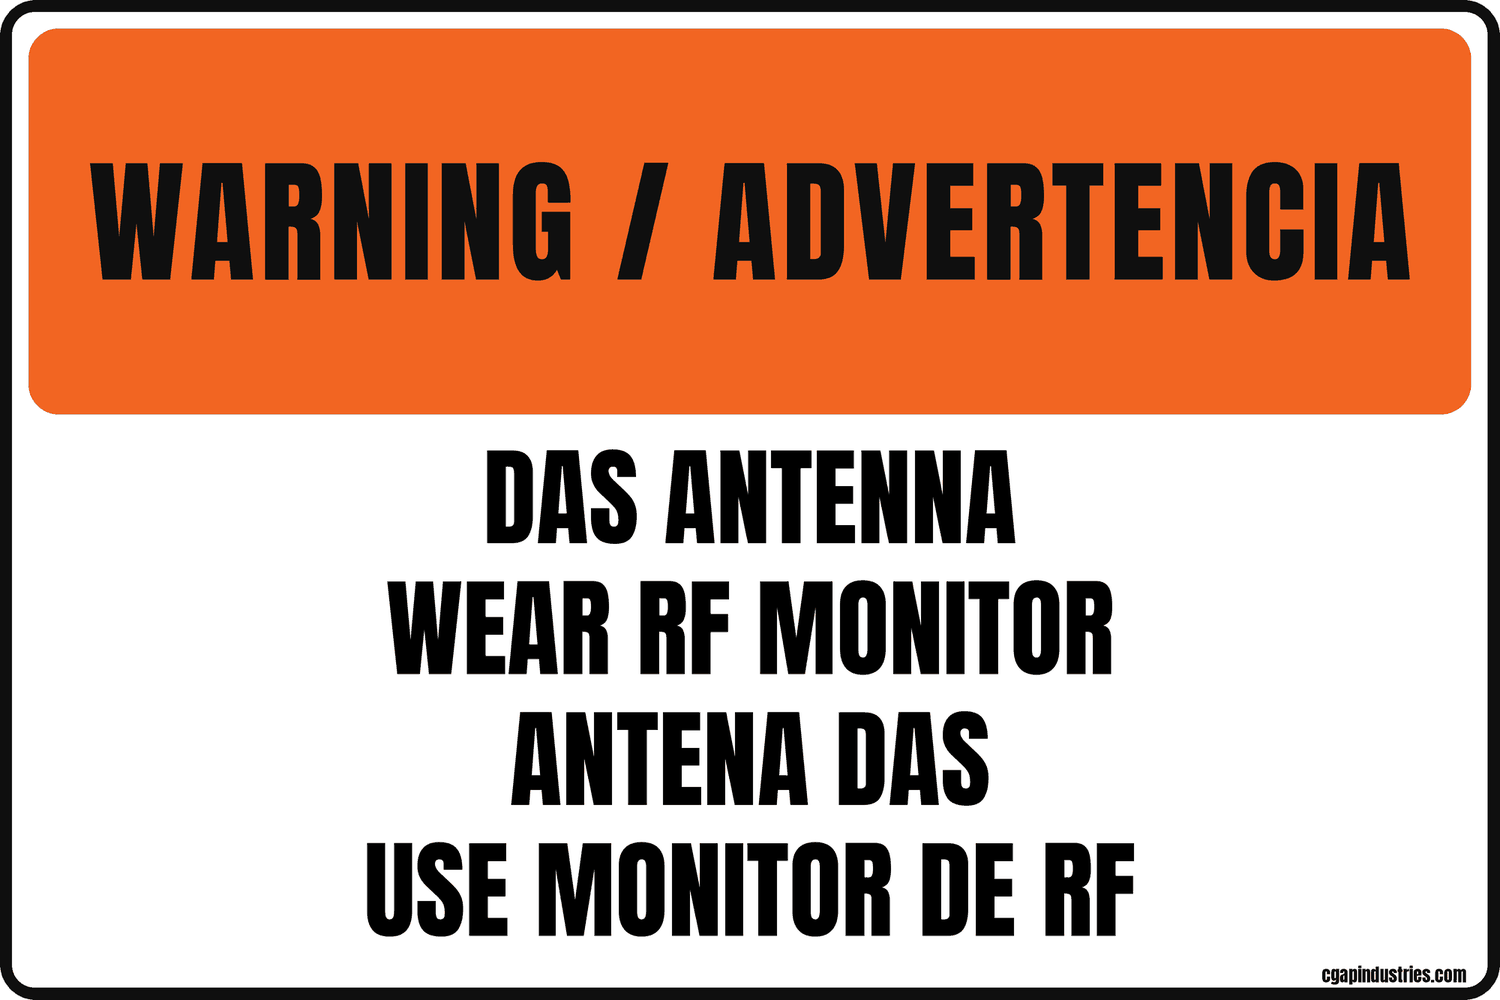 WARNING / ADVERTENCIA
DAS ANTENNA
WEAR RF MONITOR
ANTENA DAS
USE MONITOR DE RF
cgapindustries.com